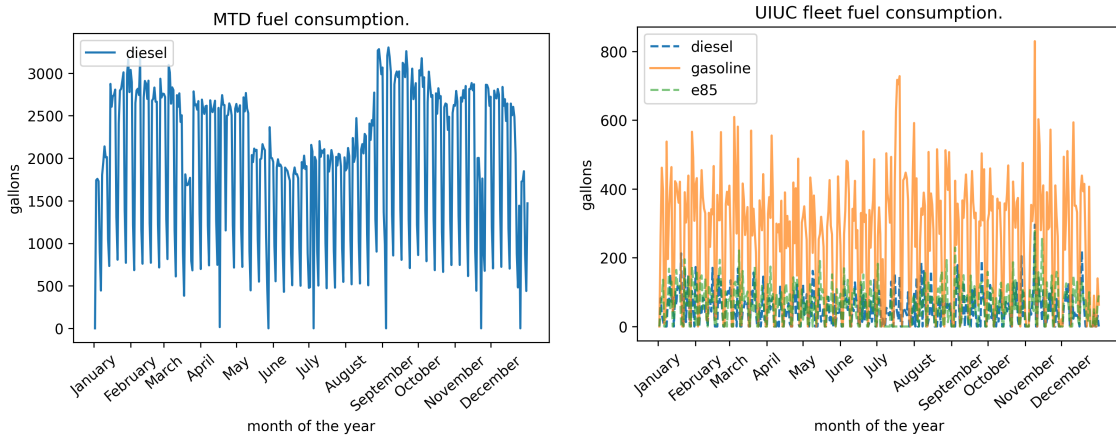 MTD fuel consumption.
diesel
3000
2500
2000
1500
1000
500
0
gallons
January
February
March
April
May
June
July
August
September
October
November
December
month of the year
UIUC fleet fuel consumption.
diesel
gasoline
e85
800
600
400
200
0
gallons
January
February
March
April
May
June
July
August
September
October
November
December
month of the year